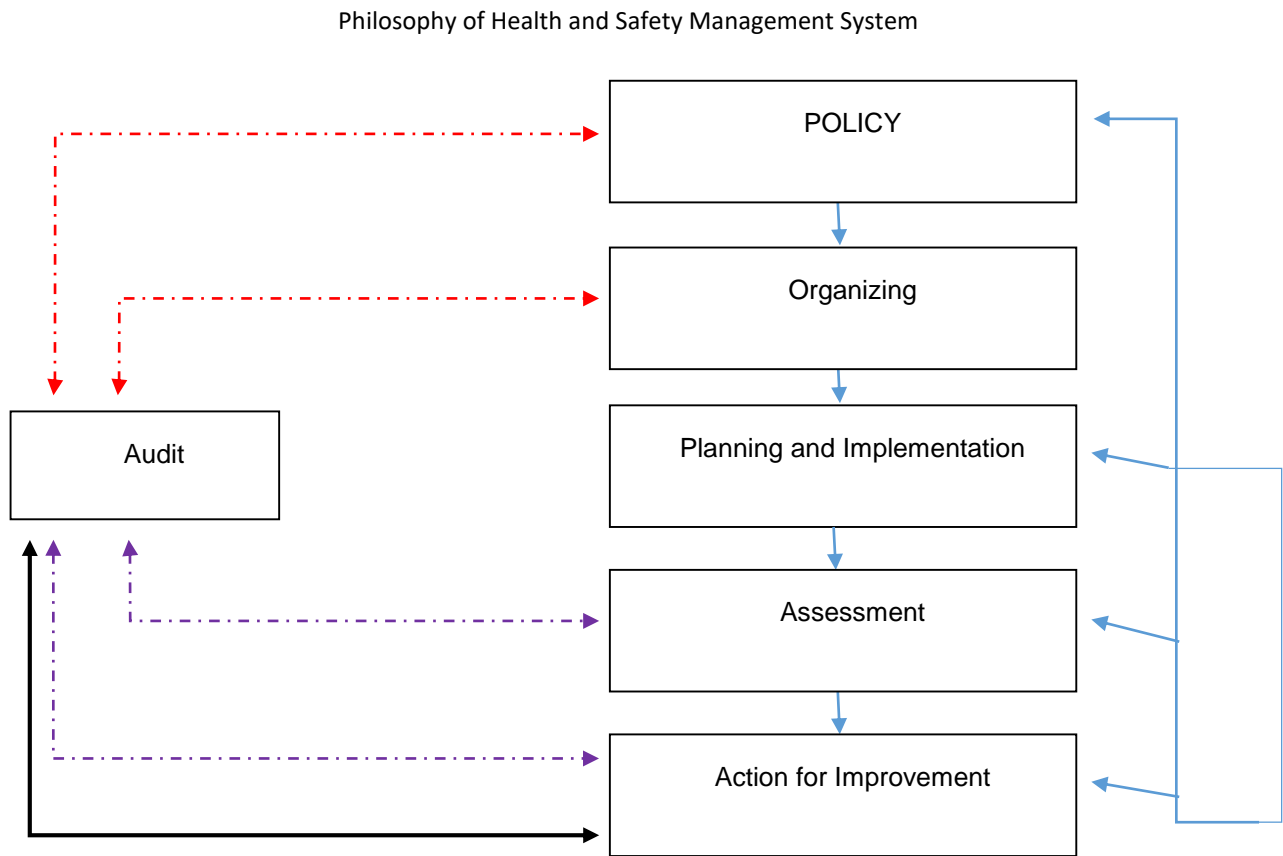 Philosophy of Health and Safety Management System
POLICY
Organizing
Audit
Planning and Implementation
Assessment
Action for Improvement